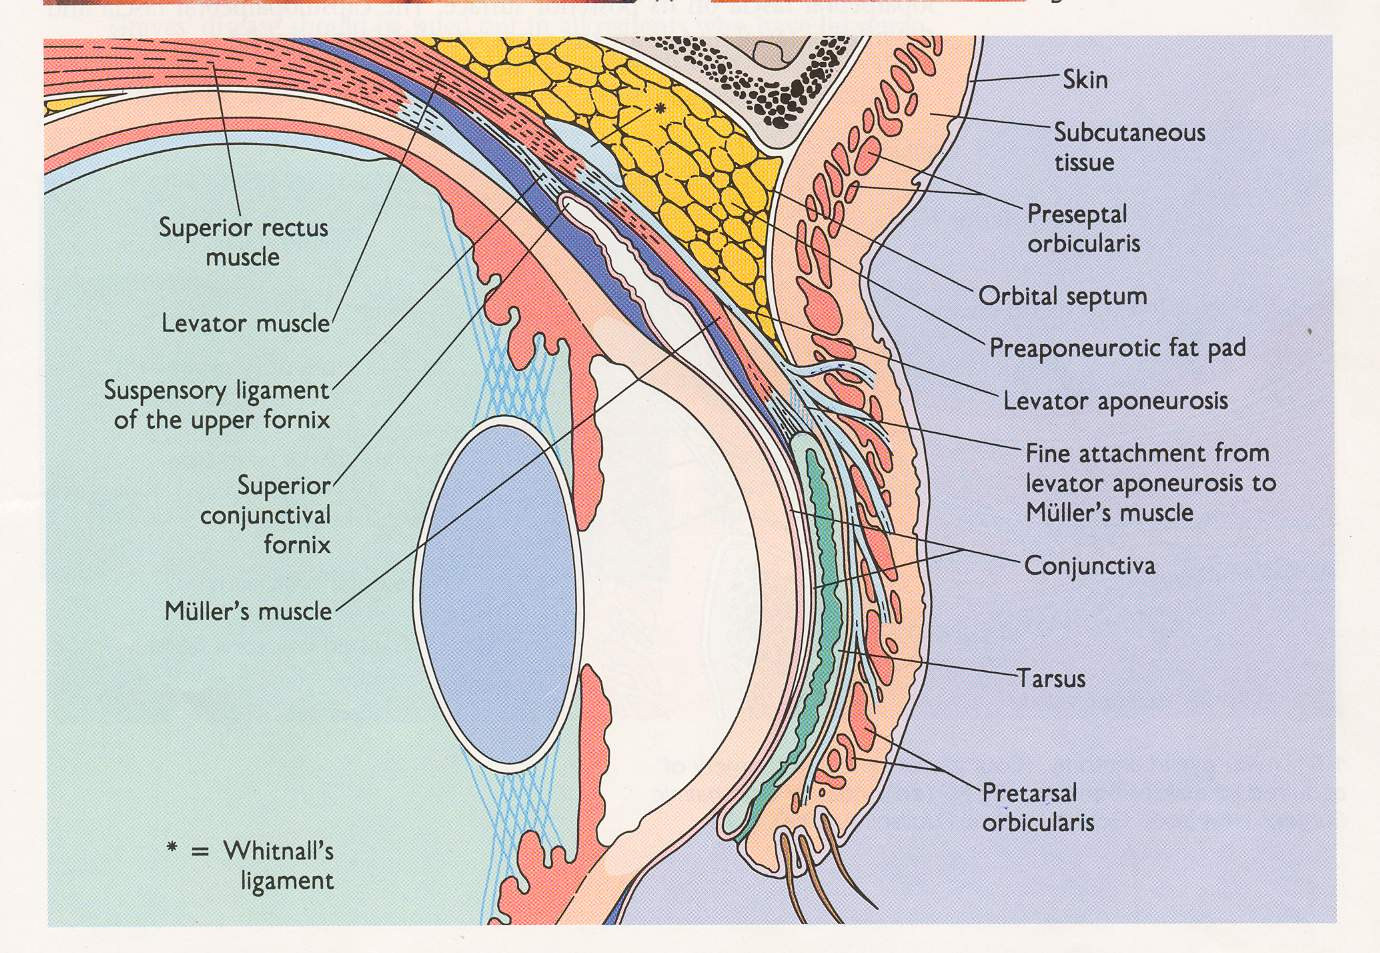 Skin
Subcutaneous
tissue
Preseptal
orbicularis
Orbital septum
Preaponeurotic fat pad
Levator aponeurosis
Fine attachment from
levator aponeurosis to
Müller's muscle
Conjunctiva
Tarsus
Pretarsal
orbicularis
Superior rectus
muscle
Levator muscle
Suspensory ligament
of the upper fornix
Superior
conjunctival
fornix
Müller's muscle
* = Whitnall's
ligament
*